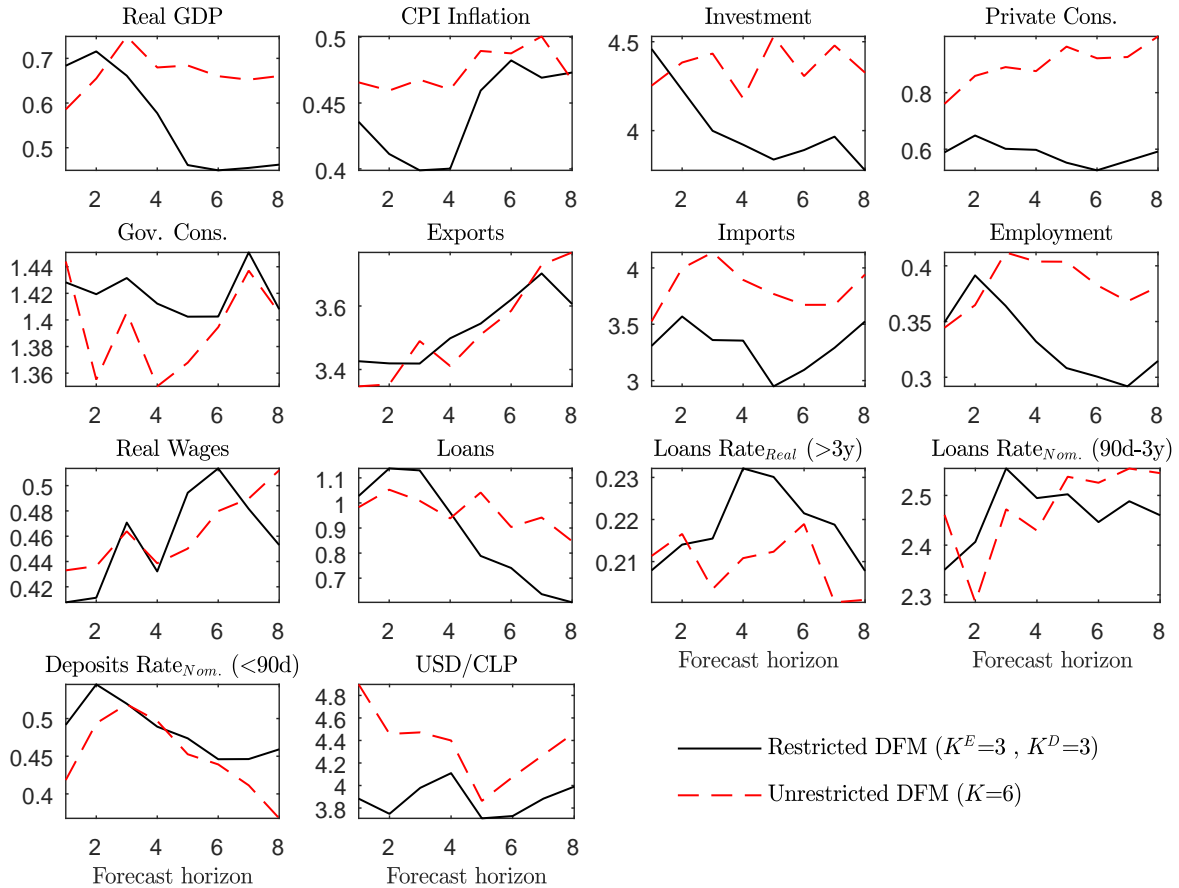 Real GDP
0.7
0.6
0.5
2 4 6 8
CPI Inflation
0.5
0.45
0.4
2 4 6 8
Investment
4.5
4
2 4 6 8
Private Cons.
0.8
0.6
2 4 6 8
Gov. Cons.
1.44
1.42
1.4
1.38
1.36
2 4 6 8
Exports
3.6
3.4
2 4 6 8
Imports
4
3.5
3
2 4 6 8
Employment
0.4
0.35
0.3
2 4 6 8
Real Wages
0.5
0.48
0.46
0.44
0.42
2 4 6 8
Loans
1.1
1
0.9
0.8
0.7
2 4 6 8
Loans Rate_Real (>3y)
0.23
0.22
0.21
2 4 6 8
Forecast horizon
Loans Rate_Nom. (90d-3y)
2.5
2.4
2.3
2 4 6 8
Forecast horizon
Deposits Rate_Nom. (<90d)
0.5
0.45
0.4
2 4 6 8
Forecast horizon
USD/CLP
4.8
4.6
4.4
4.2
4
3.8
2 4 6 8
Forecast horizon
Restricted DFM (K^E=3 , K^D=3)
Unrestricted DFM (K=6)